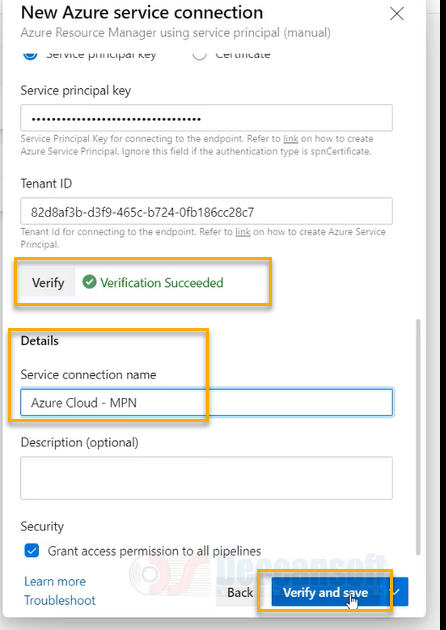 New Azure service connection
Azure Resource Manager using service principal (manual)
Service principal key
Certificate
Service principal key
••••••••••••••••••••••••••••••••••
Service Principal Key for connecting to the endpoint. Refer to link on how to create
Azure Service Principal. Ignore this field if the authentication type is spnCertificate.
Tenant ID
82d8af3b-d3f9-465c-b724-0fb186cc28c7
Tenant Id for connecting to the endpoint. Refer to link on how to create Azure Service
Principal.
Verify
Verification Succeeded
Details
Service connection name
Azure Cloud - MPN
Description (optional)
Security
Grant access permission to all pipelines
Learn more
Troubleshoot
Back
Verify and save